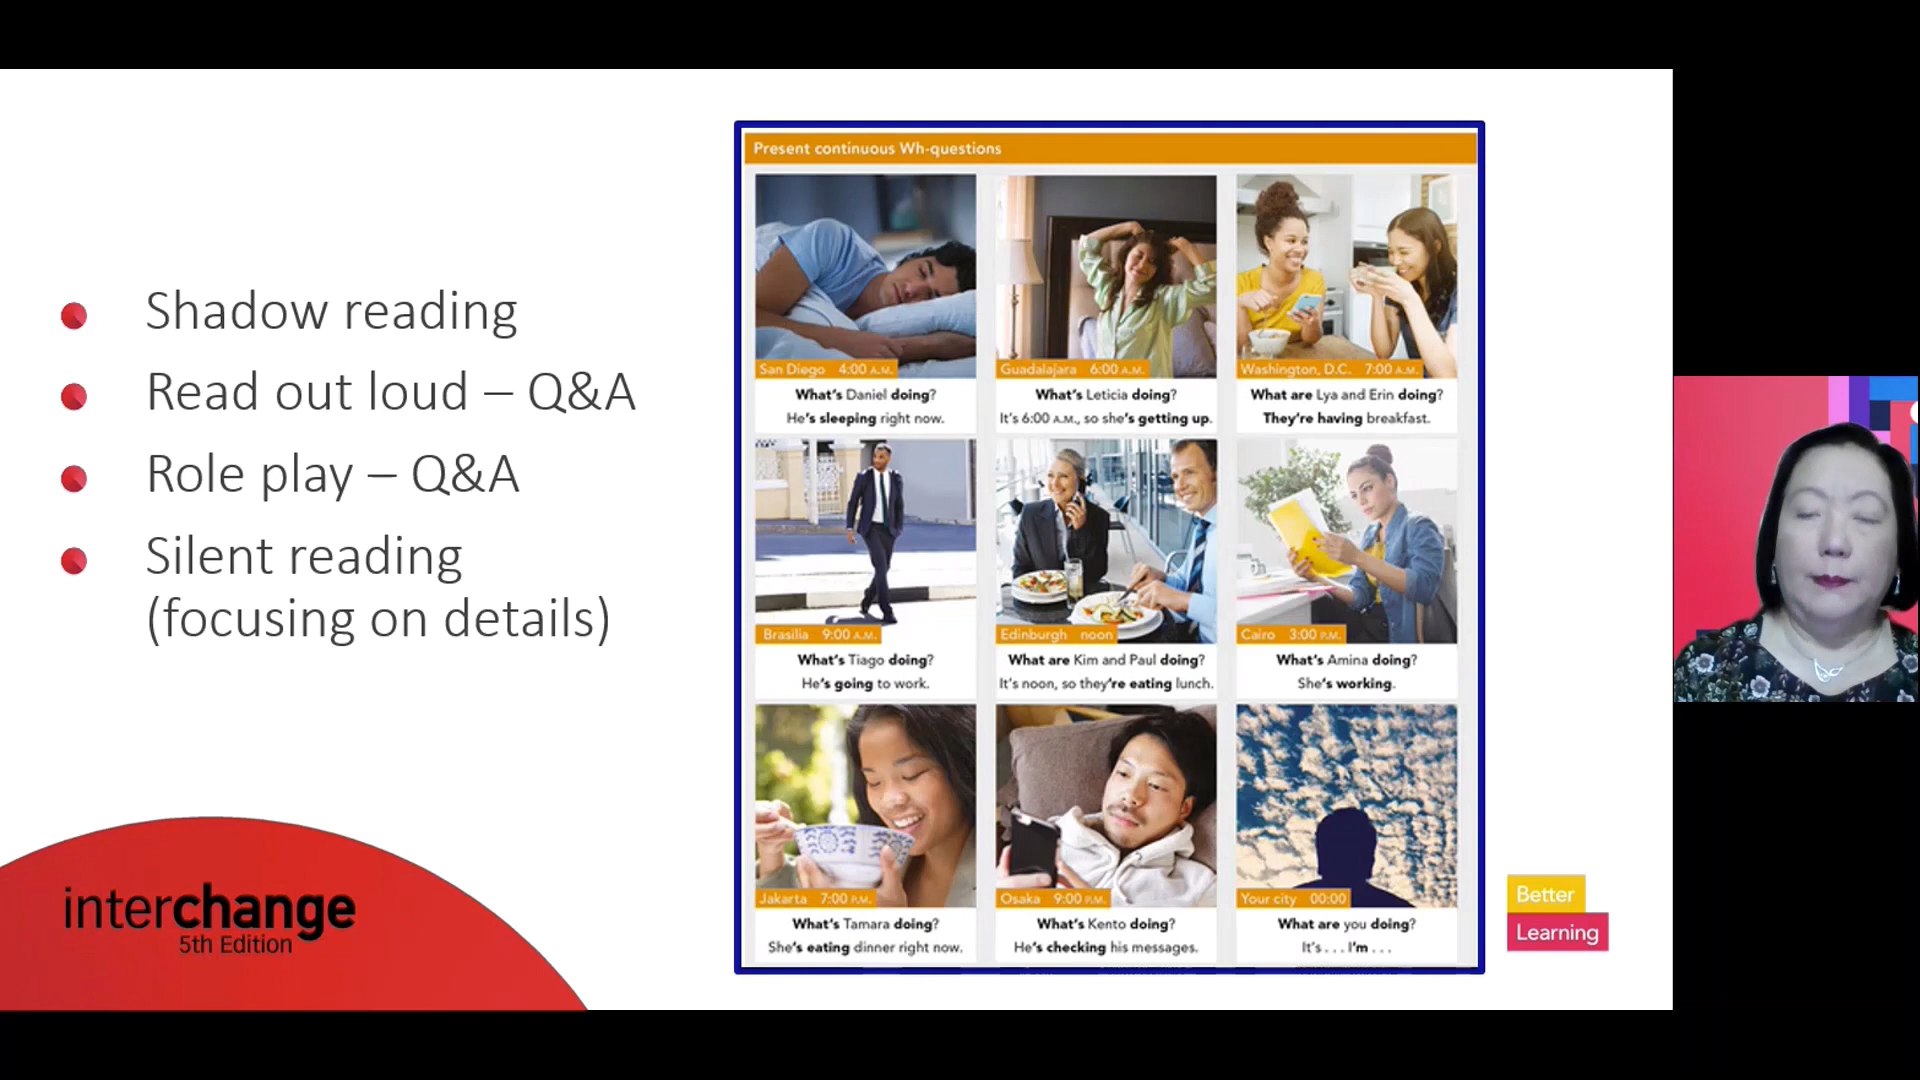 Shadow reading
Read out loud – Q&A
Role play – Q&A
Silent reading
(focusing on details)
interchange
5th Edition
Present continuous Wh-questions
San Diego 4:00 A.M.
What's Daniel doing?
He's sleeping right now.
Guadalajara 6:00 A.M.
What's Leticia doing?
It's 6:00 A.M., so she's getting up.
Washington, D.C. 7:00 A.M.
What are Lya and Erin doing?
They're having breakfast.
Brasilia 9:00 A.M.
What's Tiago doing?
He's going to work.
Edinburgh noon
What are Kim and Paul doing?
It's noon, so they're eating lunch.
Cairo 3:00 P.M.
What's Amina doing?
She's working.
Jakarta 7:00 P.M.
What's Tamara doing?
She's eating dinner right now.
Osaka 9:00 P.M.
What's Kento doing?
He's checking his messages.
Your city 00:00
What are you doing?
It's . . . I'm . . .
Better
Learning